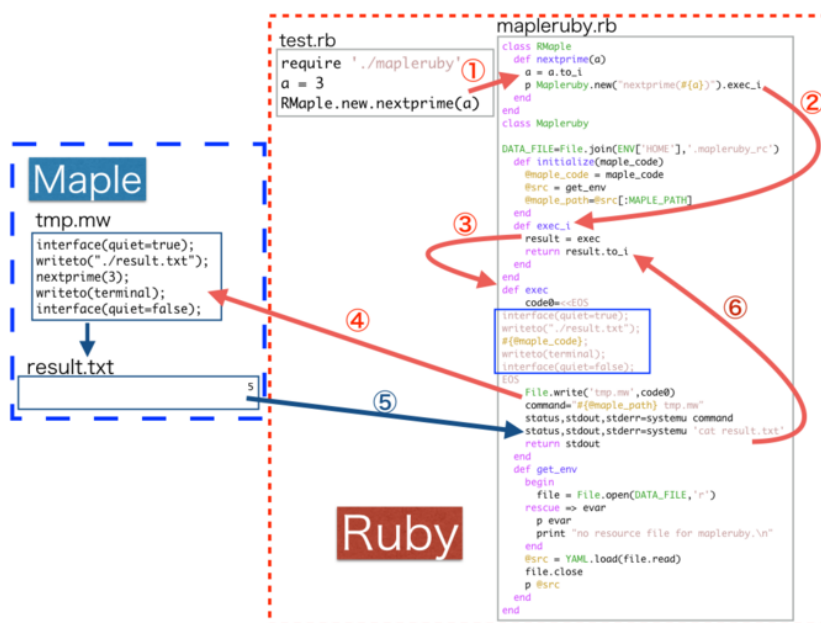 test.rb
require './mapleruby'
a = 3
RMaple.new.nextprime(a)
①
mapleruby.rb
class RMaple
def nextprime(a)
a = a.to_i
p Mapleruby.new("nextprime(#{a})").exec_i
end
end
class Mapleruby
DATA_FILE=File.join(ENV['HOME'],'.mapleruby_rc')
def initialize(maple_code)
@maple_code = maple_code
@src = get_env
@maple_path=@src[:MAPLE_PATH]
end
def exec_i
result = exec
return result.to_i
end
end
def exec
code0=<<EOS
interface(quiet=true);
writeto("./result.txt");
#{@maple_code};
writeto(terminal);
interface(quiet=false);
EOS
File.write('tmp.mw',code0)
command="#{@maple_path} tmp.mw"
status,stdout,stderr=systemu command
status,stdout,stderr=systemu 'cat result.txt'
return stdout
end
def get_env
begin
file = File.open(DATA_FILE,'r')
rescue => evar
p evar
print "no resource file for mapleruby.\n"
end
@src = YAML.load(file.read)
file.close
p @src
end
end
②
③
④
⑤
⑥
Maple
tmp.mw
interface(quiet=true);
writeto("./result.txt");
nextprime(3);
writeto(terminal);
interface(quiet=false);
result.txt
5
Ruby